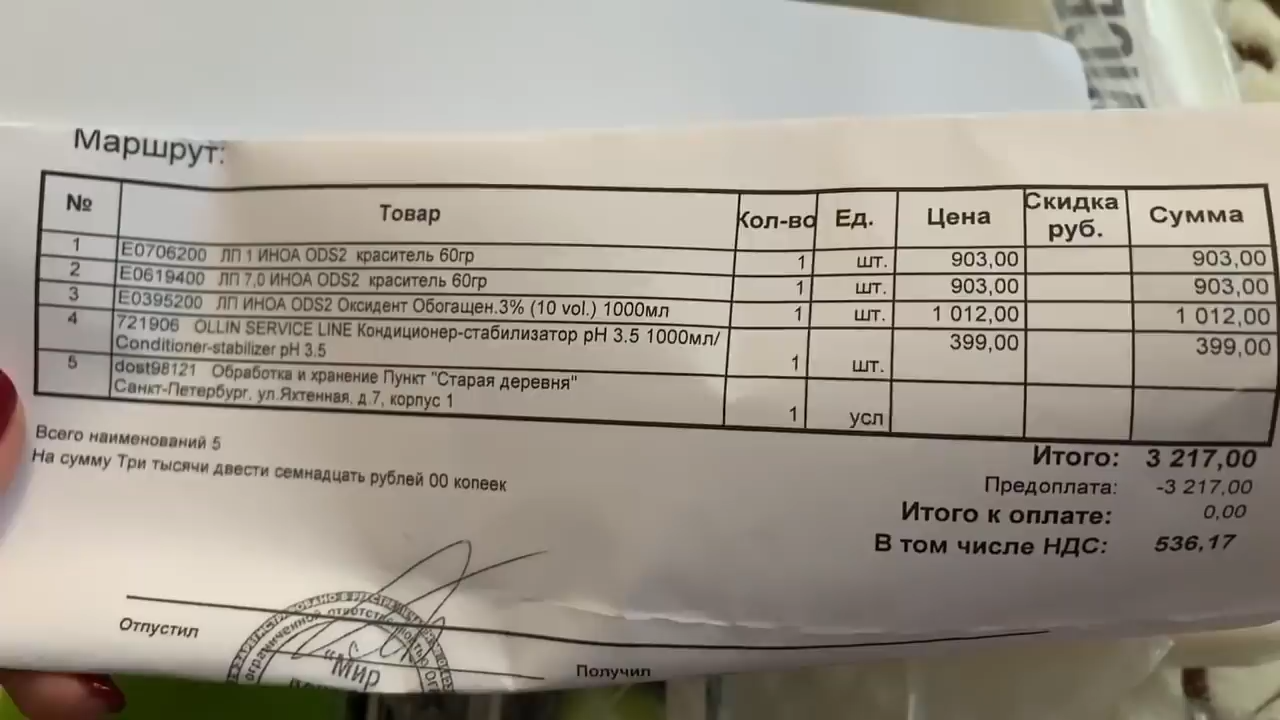 Маршрут:
№ Товар Кол-во Ед. Цена Скидка руб. Сумма
1 E0706200 ЛП 1 ИНОА ODS2 краситель 60гр 1 шт. 903,00 903,00
2 E0619400 ЛП 7,0 ИНОА ODS2 краситель 60гр 1 шт. 903,00 903,00
3 E0395200 ЛП ИНОА ODS2 Оксидент Обогащен.3% (10 vol.) 1000мл 1 шт. 1 012,00 1 012,00
4 721906 OLLIN SERVICE LINE Кондиционер-стабилизатор pH 3.5 1000мл/
Conditioner-stabilizer pH 3.5 1 шт. 399,00 399,00
5 dost98121 Обработка и хранение Пункт "Старая деревня"
Санкт-Петербург, ул.Яхтенная, д.7, корпус 1 1 усл
Всего наименований 5
На сумму Три тысячи двести семнадцать рублей 00 копеек
Итого: 3 217,00
Предоплата: -3 217,00
Итого к оплате: 0,00
В том числе НДС: 536,17
Отпустил
Получил
"Мир